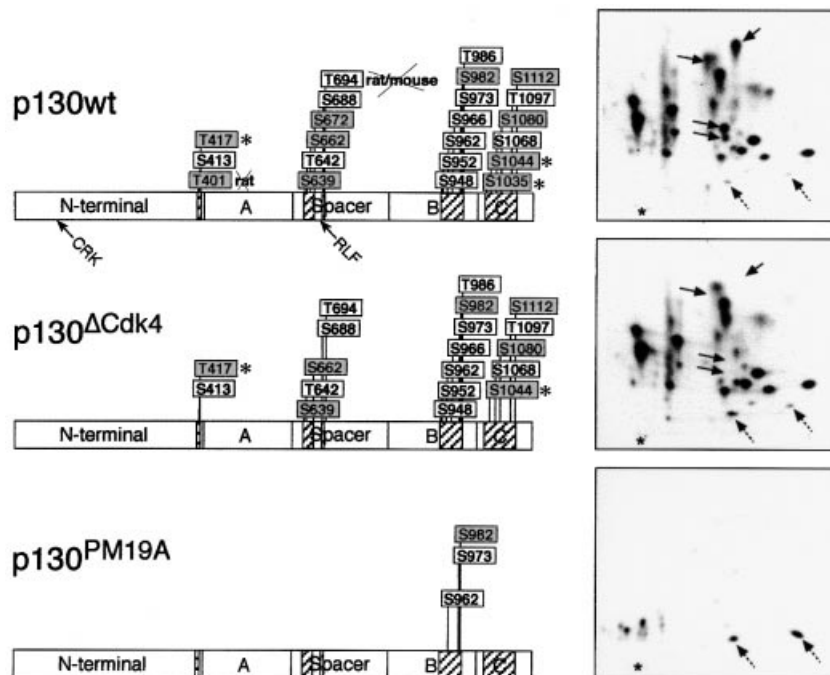 T986
T694 rat/mouse
S982
S1112
p130wt
S688
S973
T1097
S672
S966
S1080
T417 *
S662
S962
S1068
S413
T642
S952
S1044 *
T401 rat
S639
S948
S1035 *
N-terminal
A
Spacer
B
C
CRK
RLF
*
T986
T694
S982
S1112
p130ΔCdk4
S688
S973
T1097
S966
S1080
T417 *
S662
S962
S1068
S413
T642
S952
S1044 *
S639
S948
N-terminal
A
Spacer
B
C
*
p130PM19A
S982
S973
S962
N-terminal
A
Spacer
B
C
*